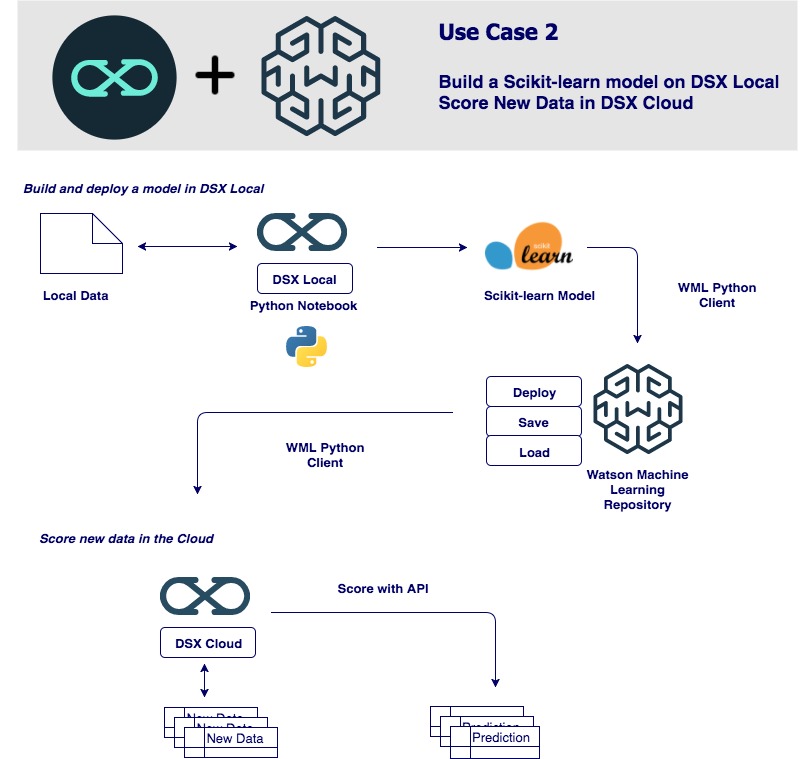 Use Case 2
Build a Scikit-learn model on DSX Local
Score New Data in DSX Cloud
Build and deploy a model in DSX Local
Local Data
DSX Local
Python Notebook
scikit
learn
Scikit-learn Model
WML Python
Client
Deploy
Save
Load
Watson Machine
Learning
Repository
WML Python
Client
Score new data in the Cloud
DSX Cloud
Score with API
New Data
New Data
New Data
Prediction
Prediction